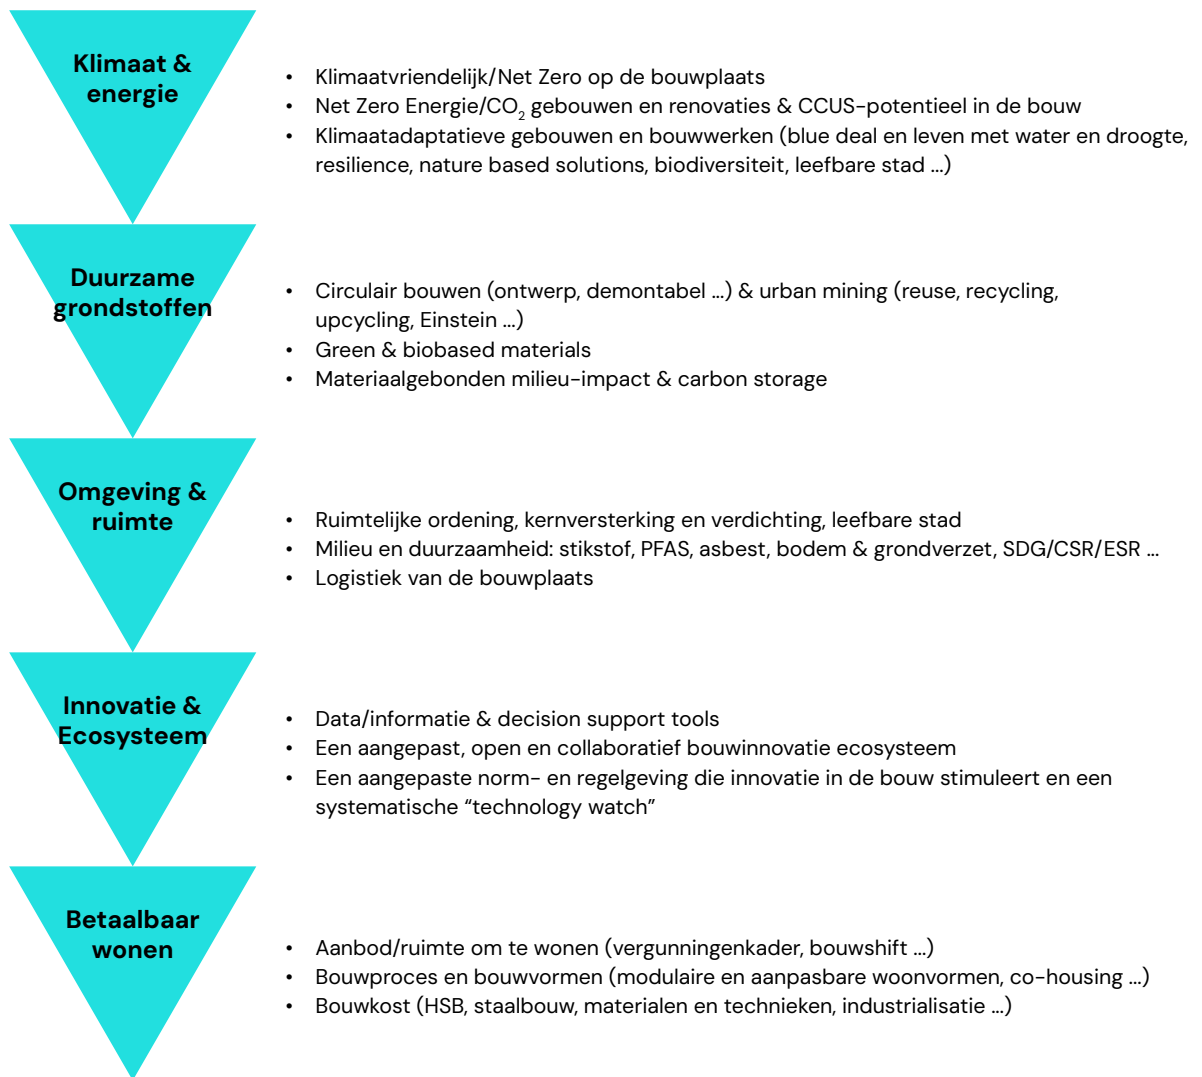 Klimaat &
energie
• Klimaatvriendelijk/Net Zero op de bouwplaats
• Net Zero Energie/CO₂ gebouwen en renovaties & CCUS-potentieel in de bouw
• Klimaatadaptatieve gebouwen en bouwwerken (blue deal en leven met water en droogte,
resilience, nature based solutions, biodiversiteit, leefbare stad ...)
Duurzame
grondstoffen
• Circulair bouwen (ontwerp, demontabel ...) & urban mining (reuse, recycling,
upcycling, Einstein ...)
• Green & biobased materials
• Materiaalgebonden milieu-impact & carbon storage
Omgeving &
ruimte
• Ruimtelijke ordening, kernversterking en verdichting, leefbare stad
• Milieu en duurzaamheid: stikstof, PFAS, asbest, bodem & grondverzet, SDG/CSR/ESR ...
• Logistiek van de bouwplaats
Innovatie &
Ecosysteem
• Data/informatie & decision support tools
• Een aangepast, open en collaboratief bouwinnovatie ecosysteem
• Een aangepaste norm- en regelgeving die innovatie in de bouw stimuleert en een
systematische “technology watch”
Betaalbaar
wonen
• Aanbod/ruimte om te wonen (vergunningenkader, bouwshift ...)
• Bouwproces en bouwvormen (modulaire en aanpasbare woonvormen, co-housing ...)
• Bouwkost (HSB, staalbouw, materialen en technieken, industrialisatie ...)